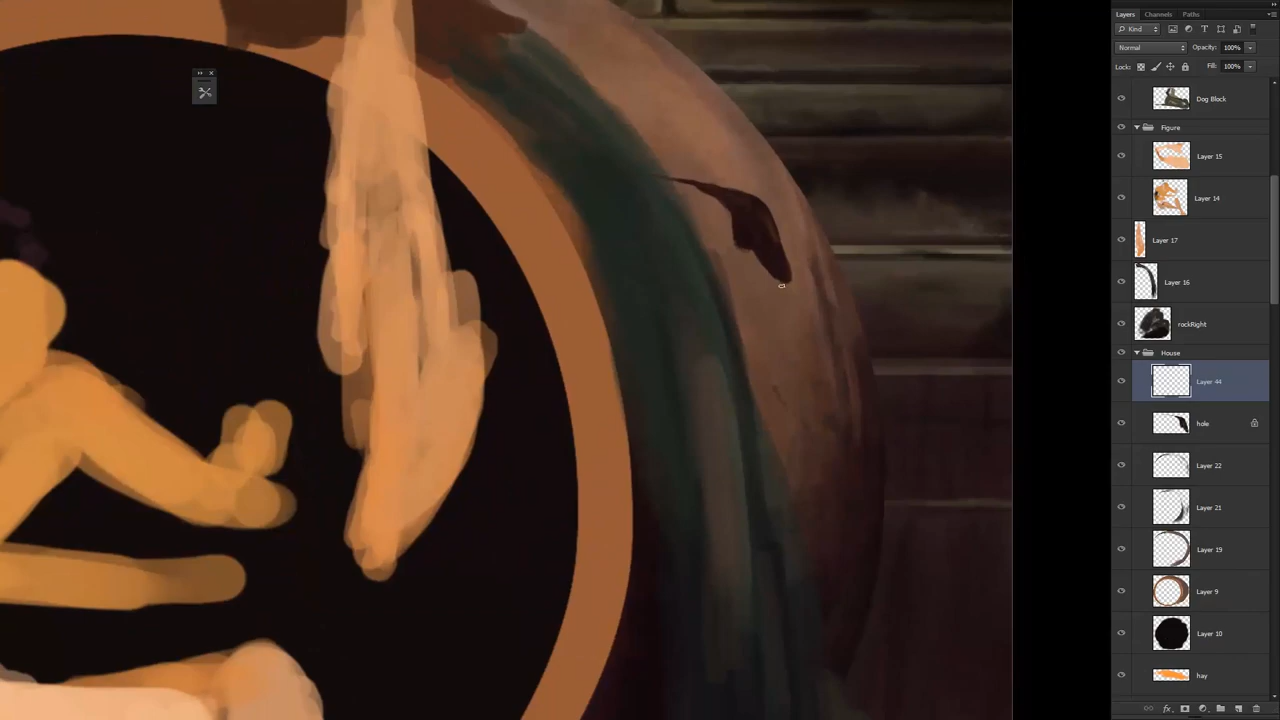 Layers Channels Paths
Kind
Normal Opacity: 100%
Lock: Fill: 100%
Dog Block
Figure
Layer 15
Layer 14
Layer 17
Layer 16
rockRight
House
Layer 44
hole
Layer 22
Layer 21
Layer 19
Layer 9
Layer 10
hay
fx